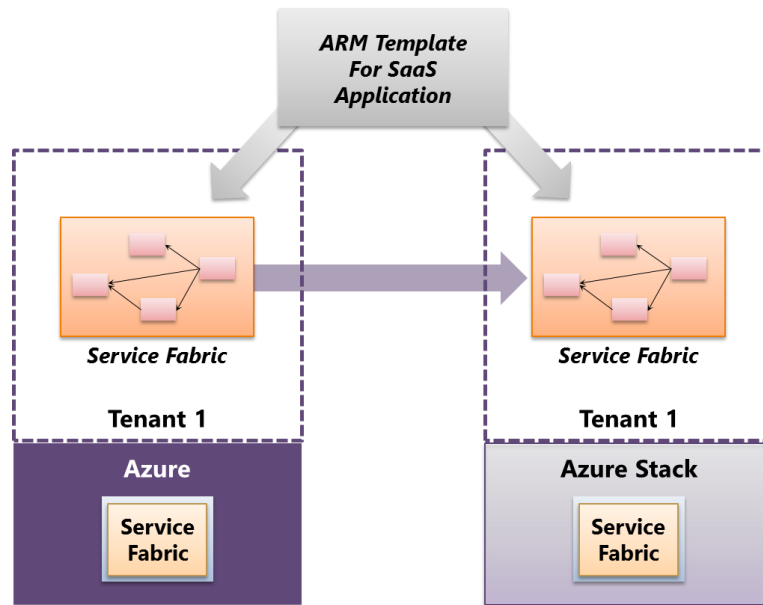 ARM Template
For SaaS
Application
Service Fabric
Service Fabric
Tenant 1
Tenant 1
Azure
Azure Stack
Service
Fabric
Service
Fabric